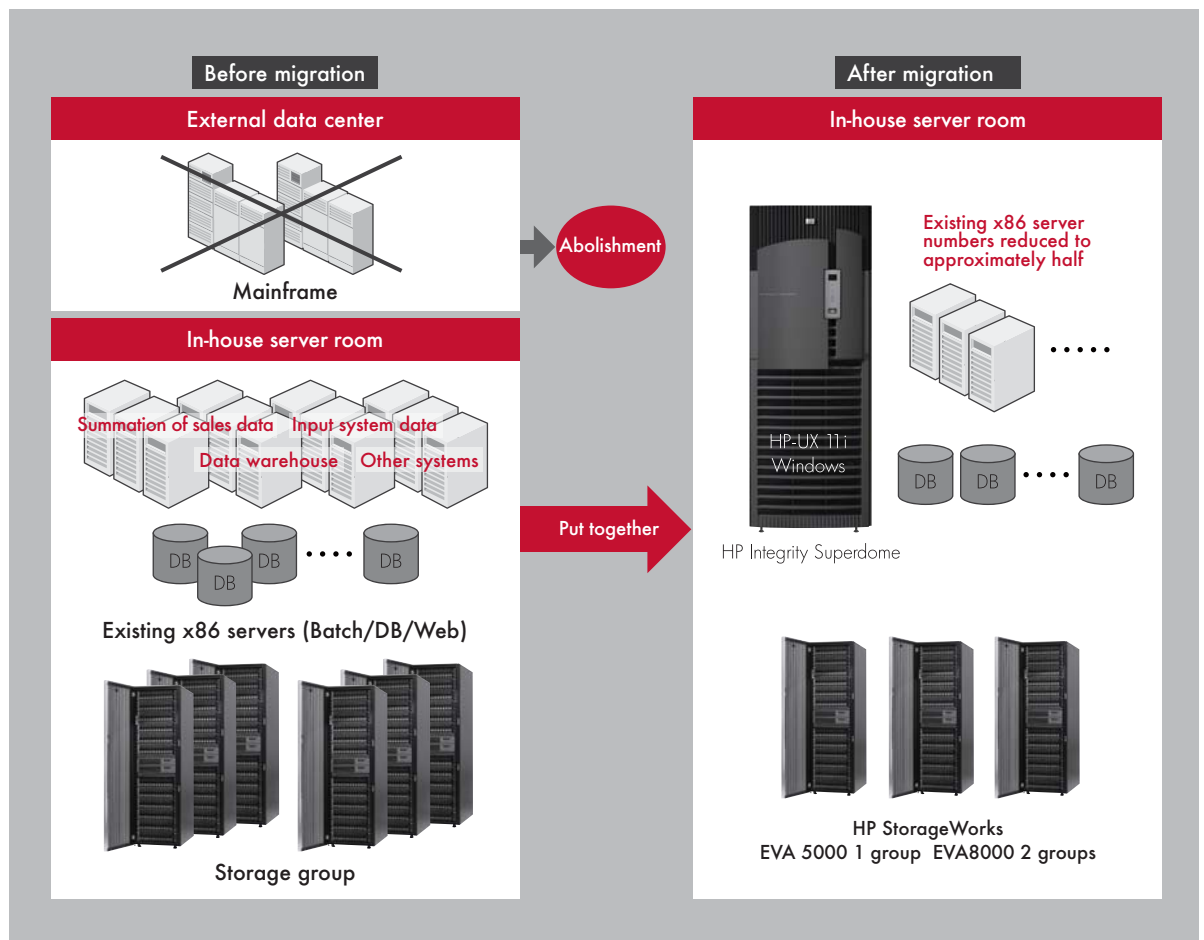 Before migration
External data center
Mainframe
Abolishment
In-house server room
Summation of sales data
Input system data
Data warehouse
Other systems
DB
DB
DB
DB
Existing x86 servers (Batch/DB/Web)
Storage group
Put together
After migration
In-house server room
Existing x86 server
numbers reduced to
approximately half
HP-UX 11i
Windows
HP Integrity Superdome
DB
DB
DB
HP StorageWorks
EVA 5000 1 group EVA8000 2 groups